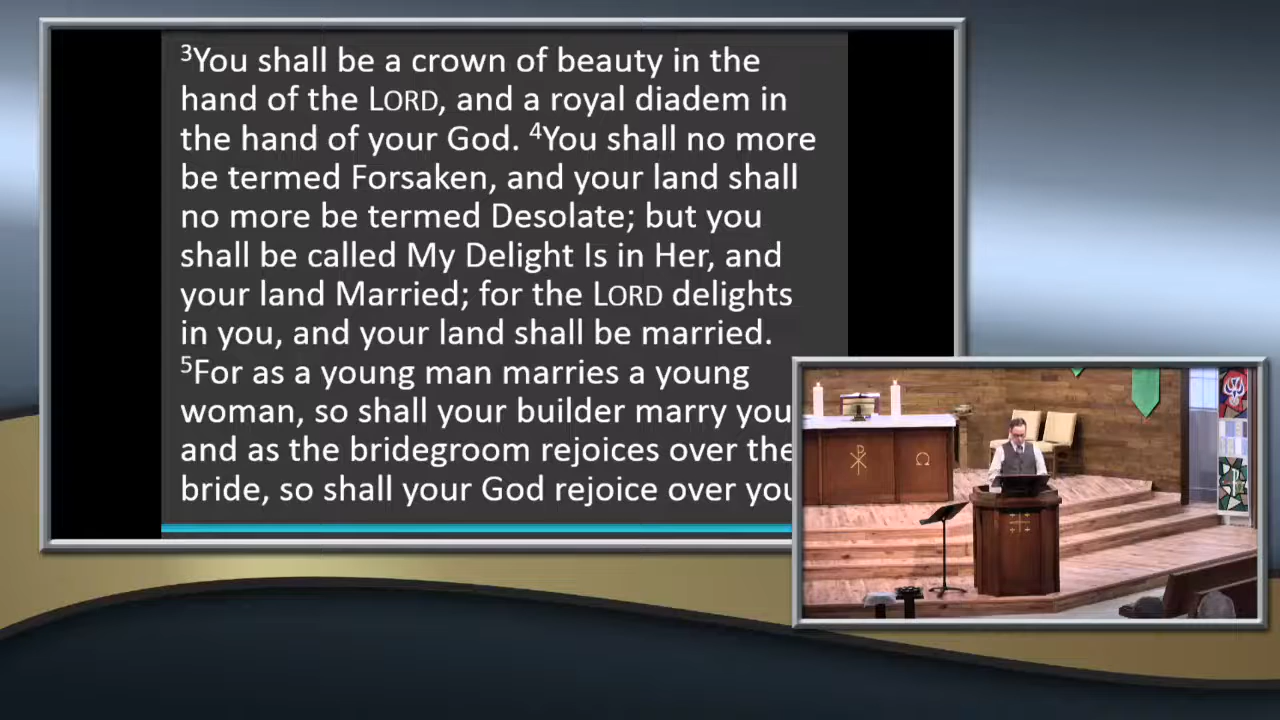 ³You shall be a crown of beauty in the
hand of the LORD, and a royal diadem in
the hand of your God. ⁴You shall no more
be termed Forsaken, and your land shall
no more be termed Desolate; but you
shall be called My Delight Is in Her, and
your land Married; for the LORD delights
in you, and your land shall be married.
⁵For as a young man marries a young
woman, so shall your builder marry you
and as the bridegroom rejoices over the
bride, so shall your God rejoice over you
Ω